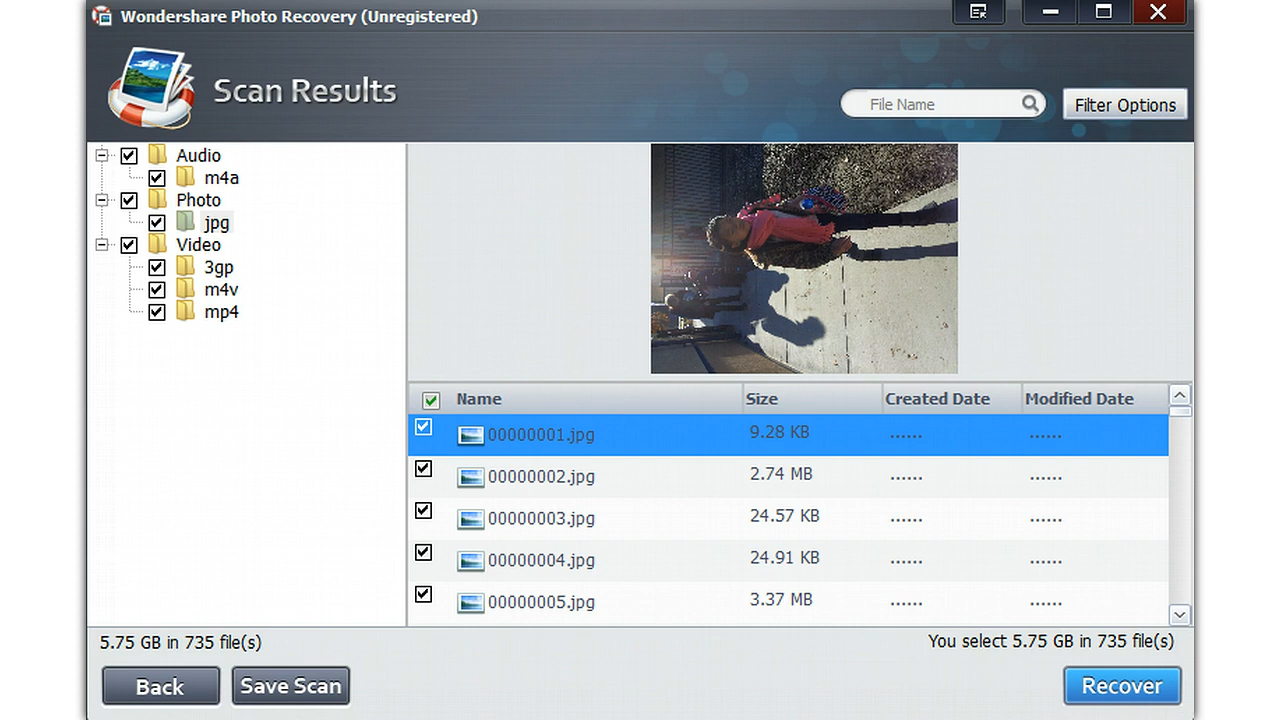 Wondershare Photo Recovery (Unregistered)
Scan Results
File Name
Filter Options
Audio
m4a
Photo
jpg
Video
3gp
m4v
mp4
Name Size Created Date Modified Date
00000001.jpg 9.28 KB ...... ......
00000002.jpg 2.74 MB ...... ......
00000003.jpg 24.57 KB ...... ......
00000004.jpg 24.91 KB ...... ......
00000005.jpg 3.37 MB ...... ......
5.75 GB in 735 file(s) You select 5.75 GB in 735 file(s)
Back Save Scan Recover